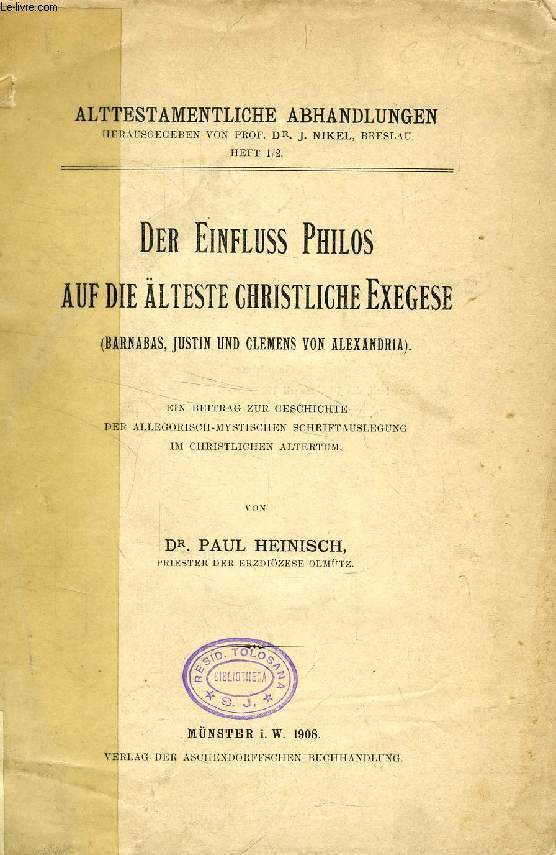 Le-livre.com
ALTTESTAMENTLICHE ABHANDLUNGEN
HERAUSGEGEBEN VON PROF. DR. J. NIKEL, BRESLAU.
HEFT 1/2.
DER EINFLUSS PHILOS
AUF DIE ÄLTESTE CHRISTLICHE EXEGESE
(BARNABAS, JUSTIN UND CLEMENS VON ALEXANDRIA).
EIN BEITRAG ZUR GESCHICHTE
DER ALLEGORISCH-MYSTISCHEN SCHRIFTAUSLEGUNG
IM CHRISTLICHEN ALTERTUM.
VON
DR. PAUL HEINISCH,
PRIESTER DER ERZDIÖZESE OLMÜTZ.
RESID. TOLOSANA
BIBLIOTHECA
★ S. J. ★
MÜNSTER i. W. 1908.
VERLAG DER ASCHENDORFFSCHEN BUCHHANDLUNG.